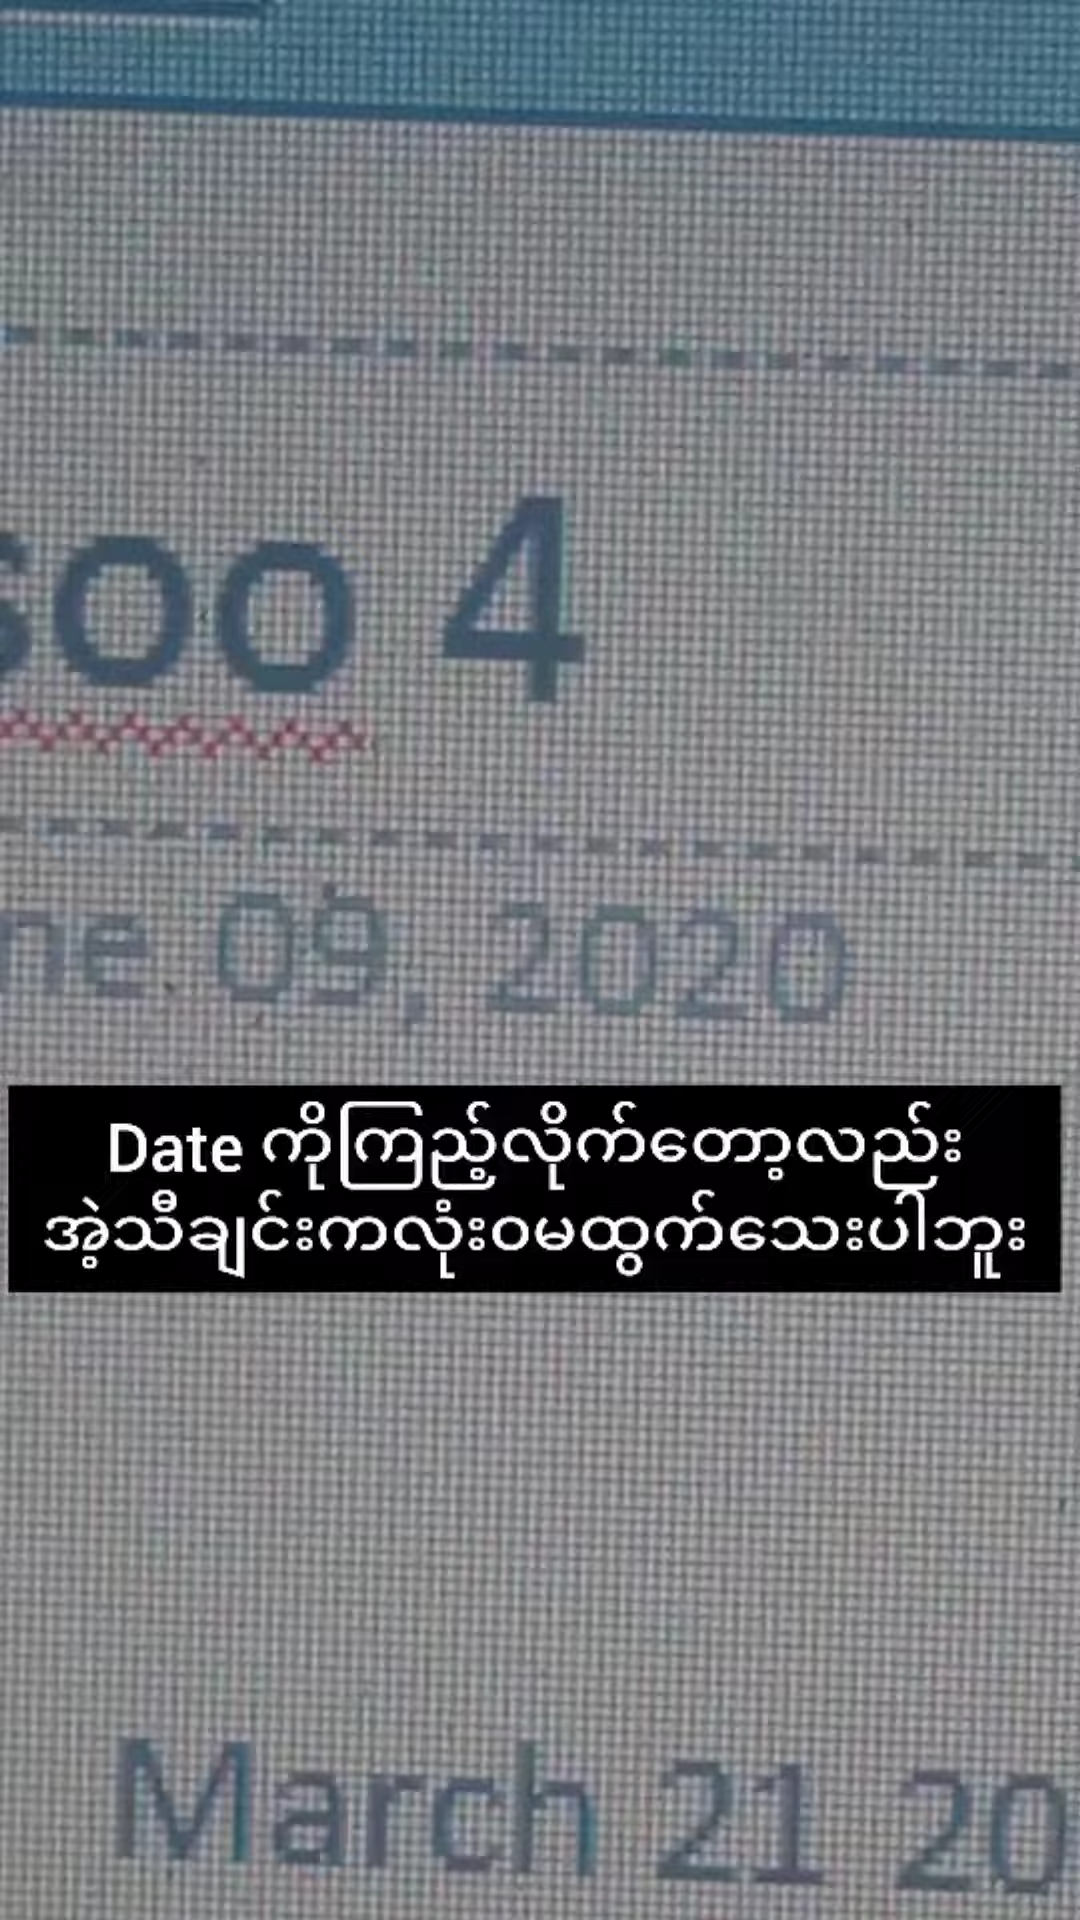 soo 4
ne 09, 2020
Date ကိုကြည့်လိုက်တော့လည်း
အဲ့သီချင်းကလုံးဝမထွက်သေးပါဘူး
March 21 20